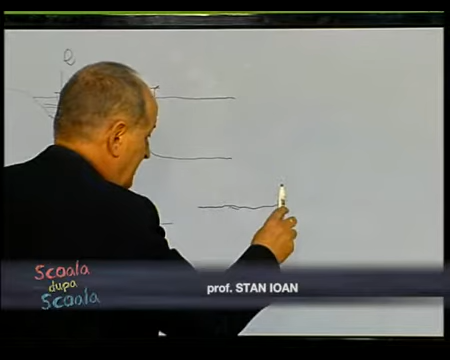 e
Scoala
dupa
Scoala
prof. STAN IOAN